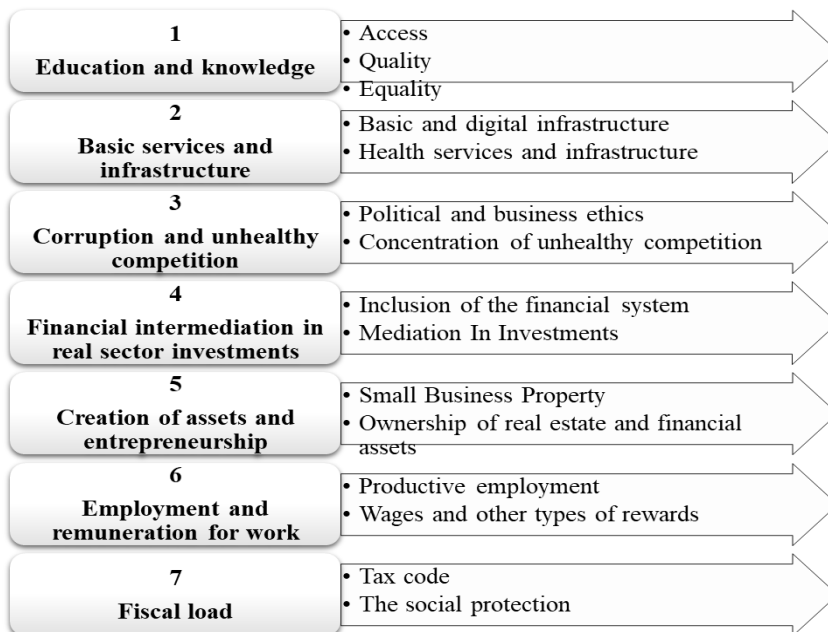 1
Education and knowledge
• Access
• Quality
• Equality
2
Basic services and
infrastructure
• Basic and digital infrastructure
• Health services and infrastructure
3
Corruption and unhealthy
competition
• Political and business ethics
• Concentration of unhealthy competition
4
Financial intermediation in
real sector investments
• Inclusion of the financial system
• Mediation In Investments
5
Creation of assets and
entrepreneurship
• Small Business Property
• Ownership of real estate and financial
assets
6
Employment and
remuneration for work
• Productive employment
• Wages and other types of rewards
7
Fiscal load
• Tax code
• The social protection